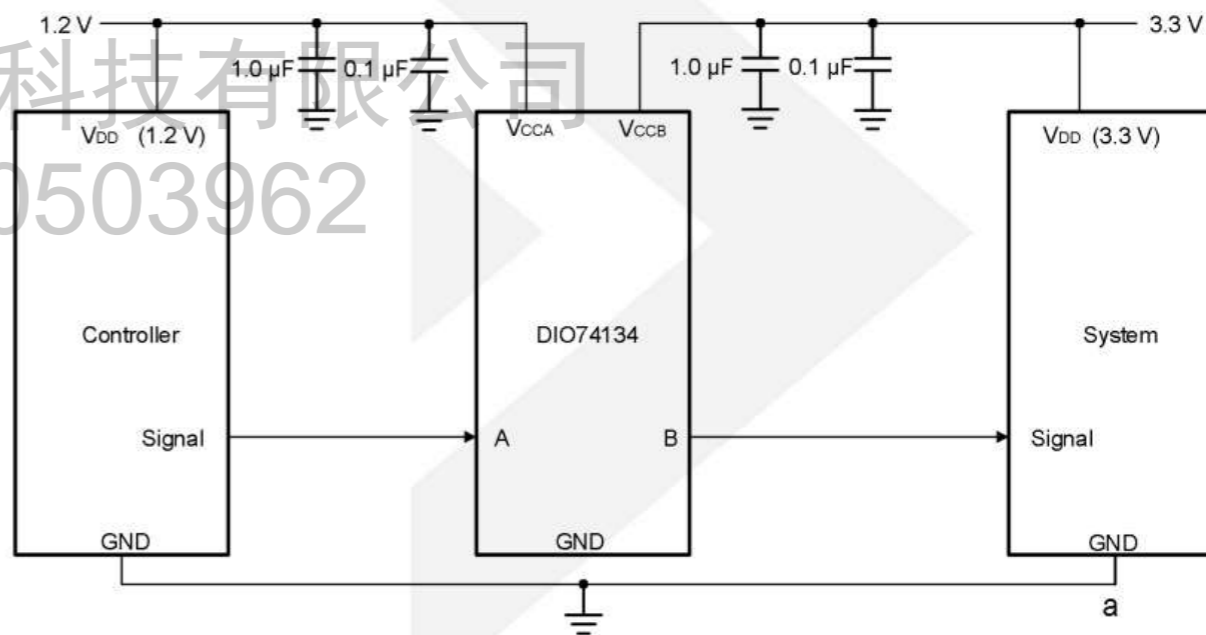 1.2 V
3.3 V
科技有限公司
1.0 µF
0.1 µF
1.0 µF
0.1 µF
VDD (1.2 V)
VCCA
VCCB
VDD (3.3 V)
0503962
Controller
DIO74134
System
Signal
A
B
Signal
GND
GND
GND
a